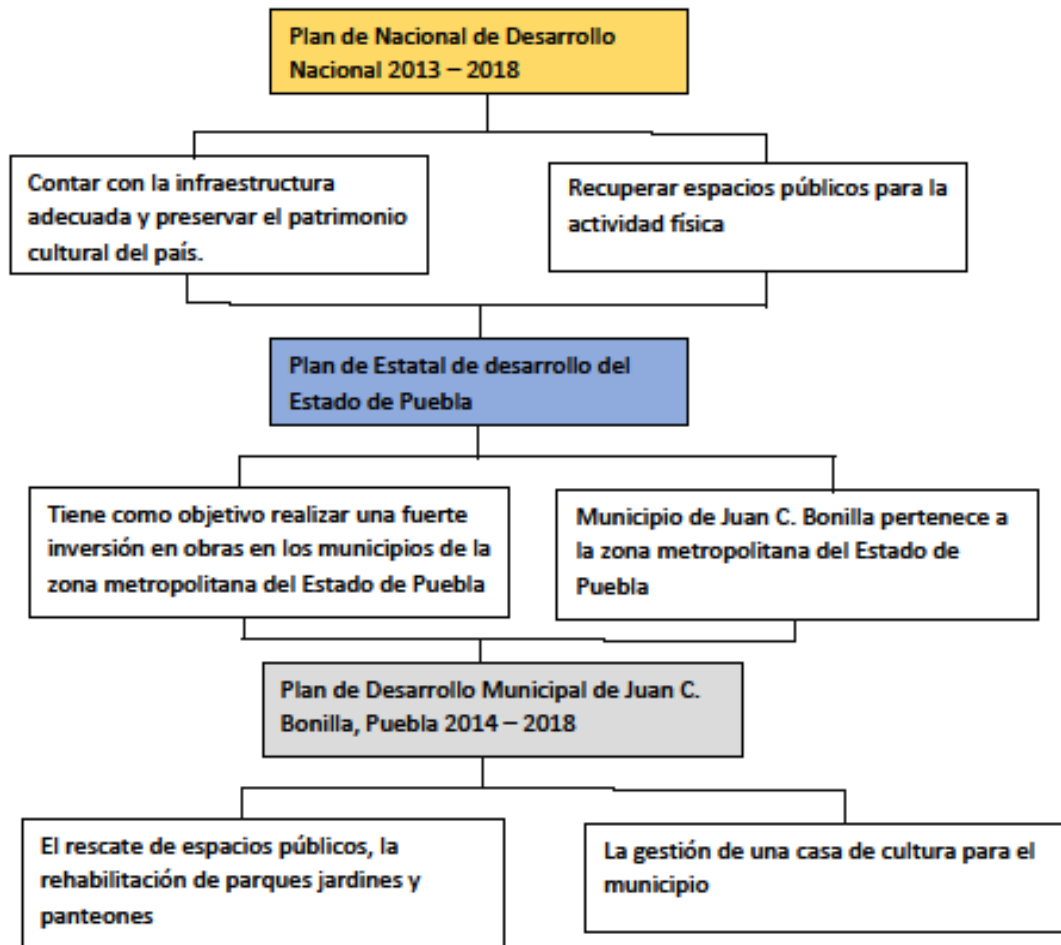 Plan de Nacional de Desarrollo
Nacional 2013 – 2018
Contar con la infraestructura
adecuada y preservar el patrimonio
cultural del país.
Recuperar espacios públicos para la
actividad física
Plan de Estatal de desarrollo del
Estado de Puebla
Tiene como objetivo realizar una fuerte
inversión en obras en los municipios de la
zona metropolitana del Estado de Puebla
Municipio de Juan C. Bonilla pertenece a
la zona metropolitana del Estado de
Puebla
Plan de Desarrollo Municipal de Juan C.
Bonilla, Puebla 2014 – 2018
El rescate de espacios públicos, la
rehabilitación de parques jardines y
panteones
La gestión de una casa de cultura para el
municipio